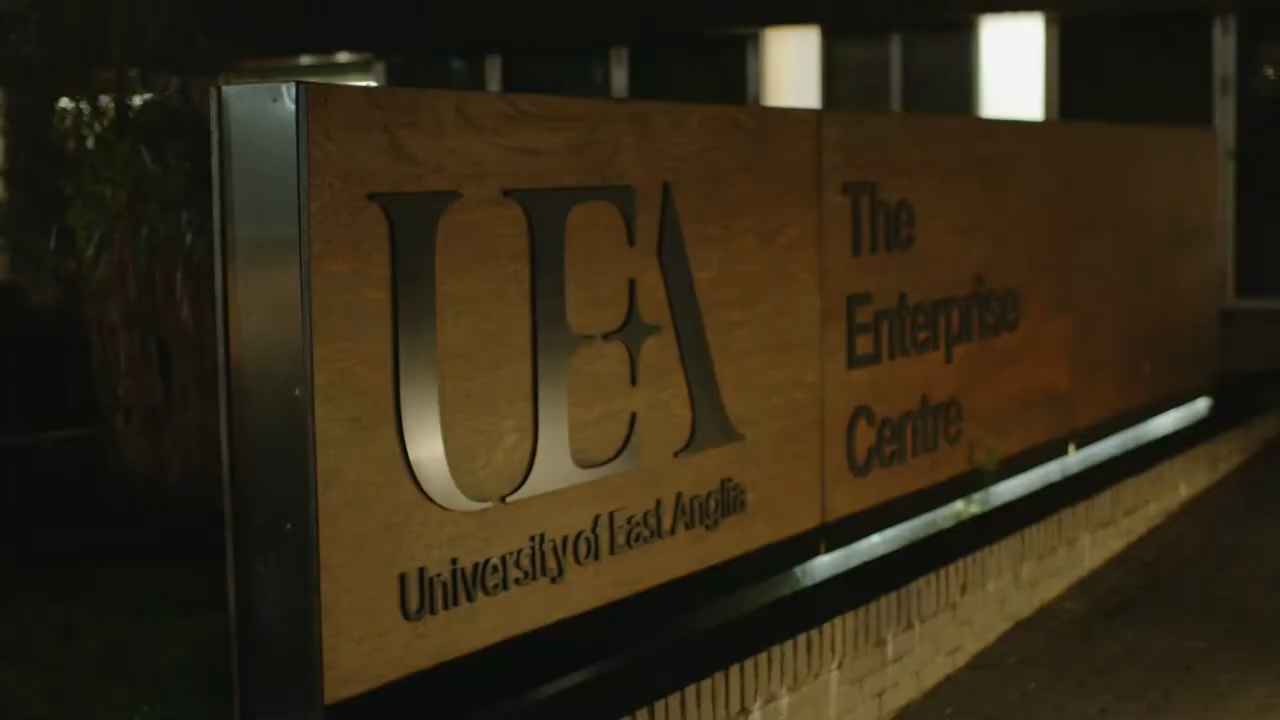 UEA
University of East Anglia
The
Enterprise
Centre